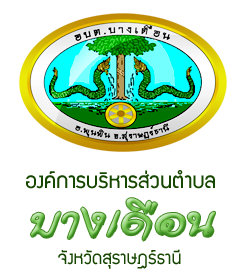 อบต.บางเดือน
อ.พุนพิน จ.สุราษฎร์ธานี
องค์การบริหารส่วนตำบล
บางเดือน
จังหวัดสุราษฎร์ธานี